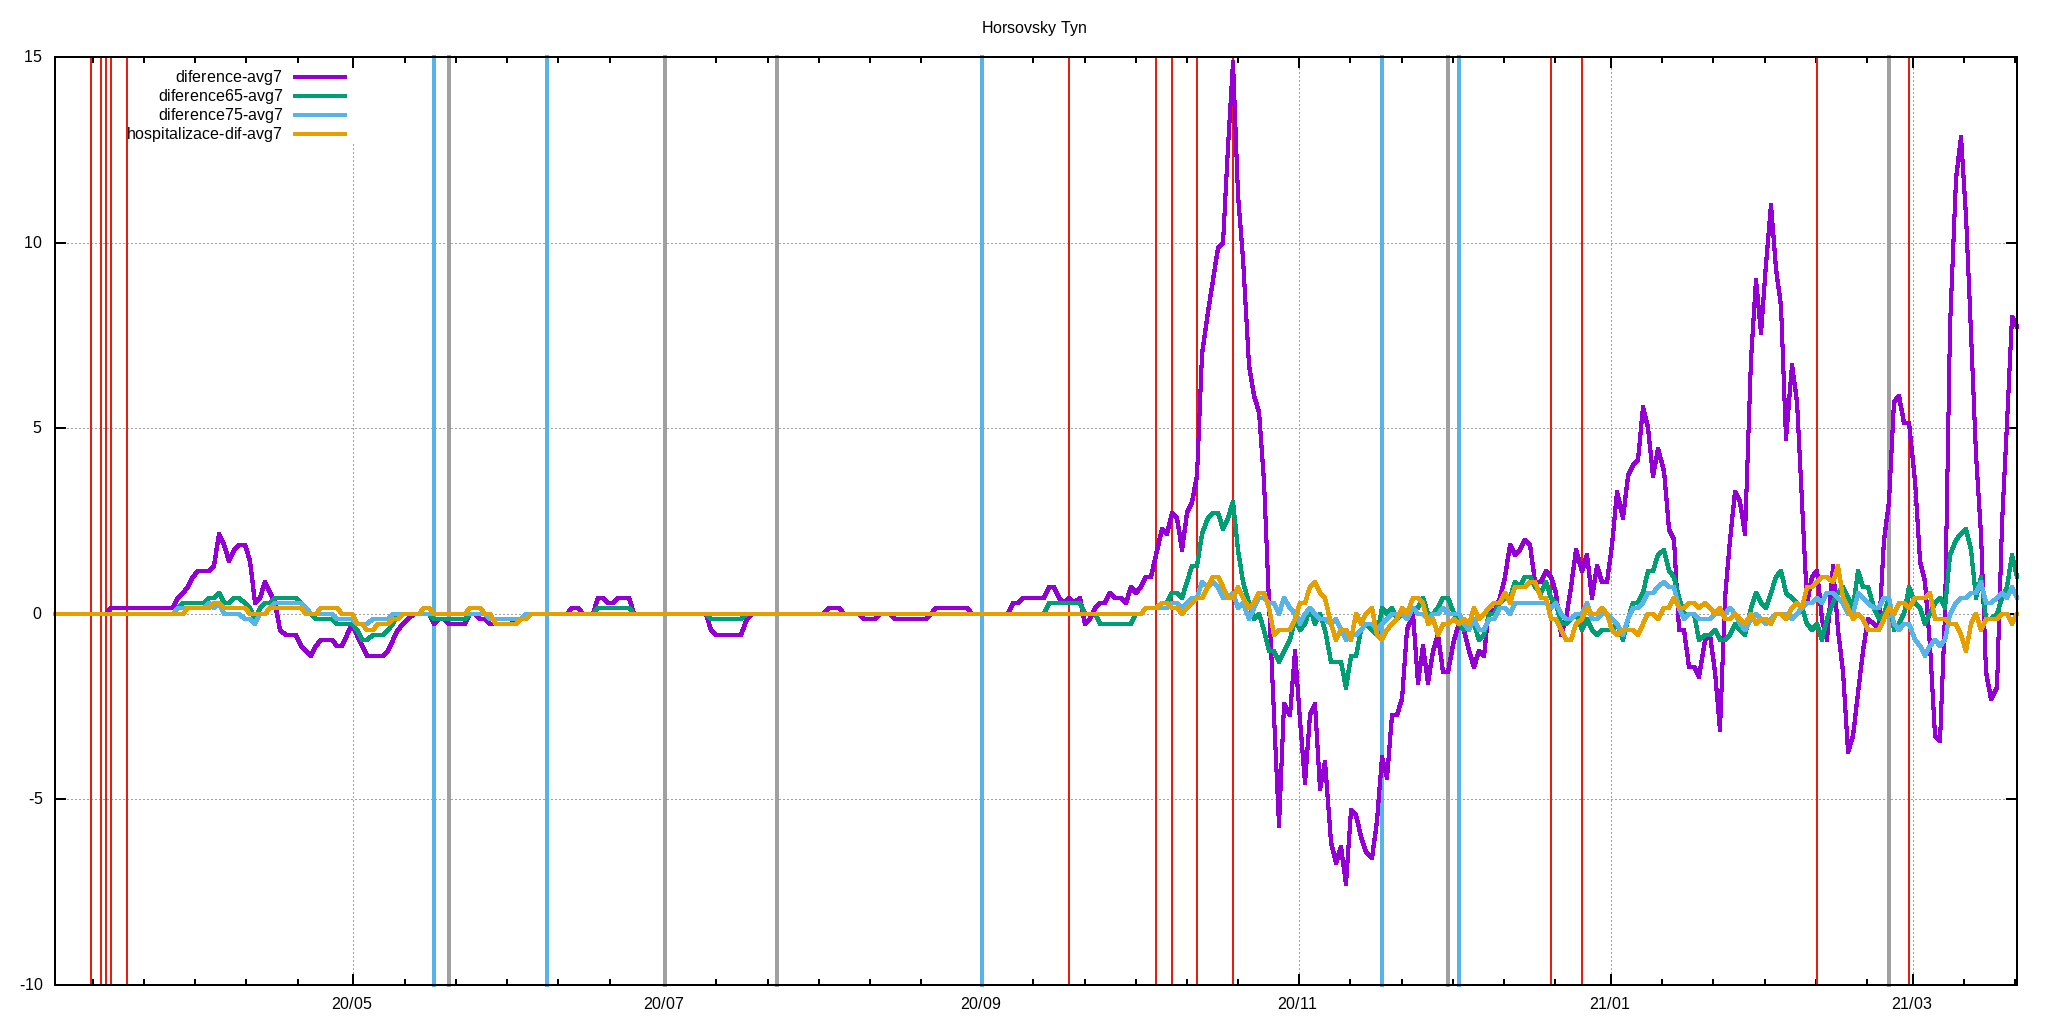 Horsovsky Tyn
15
10
5
0
-5
-10
diference-avg7
diference65-avg7
diference75-avg7
hospitalizace-dif-avg7
20/05
20/07
20/09
20/11
21/01
21/03